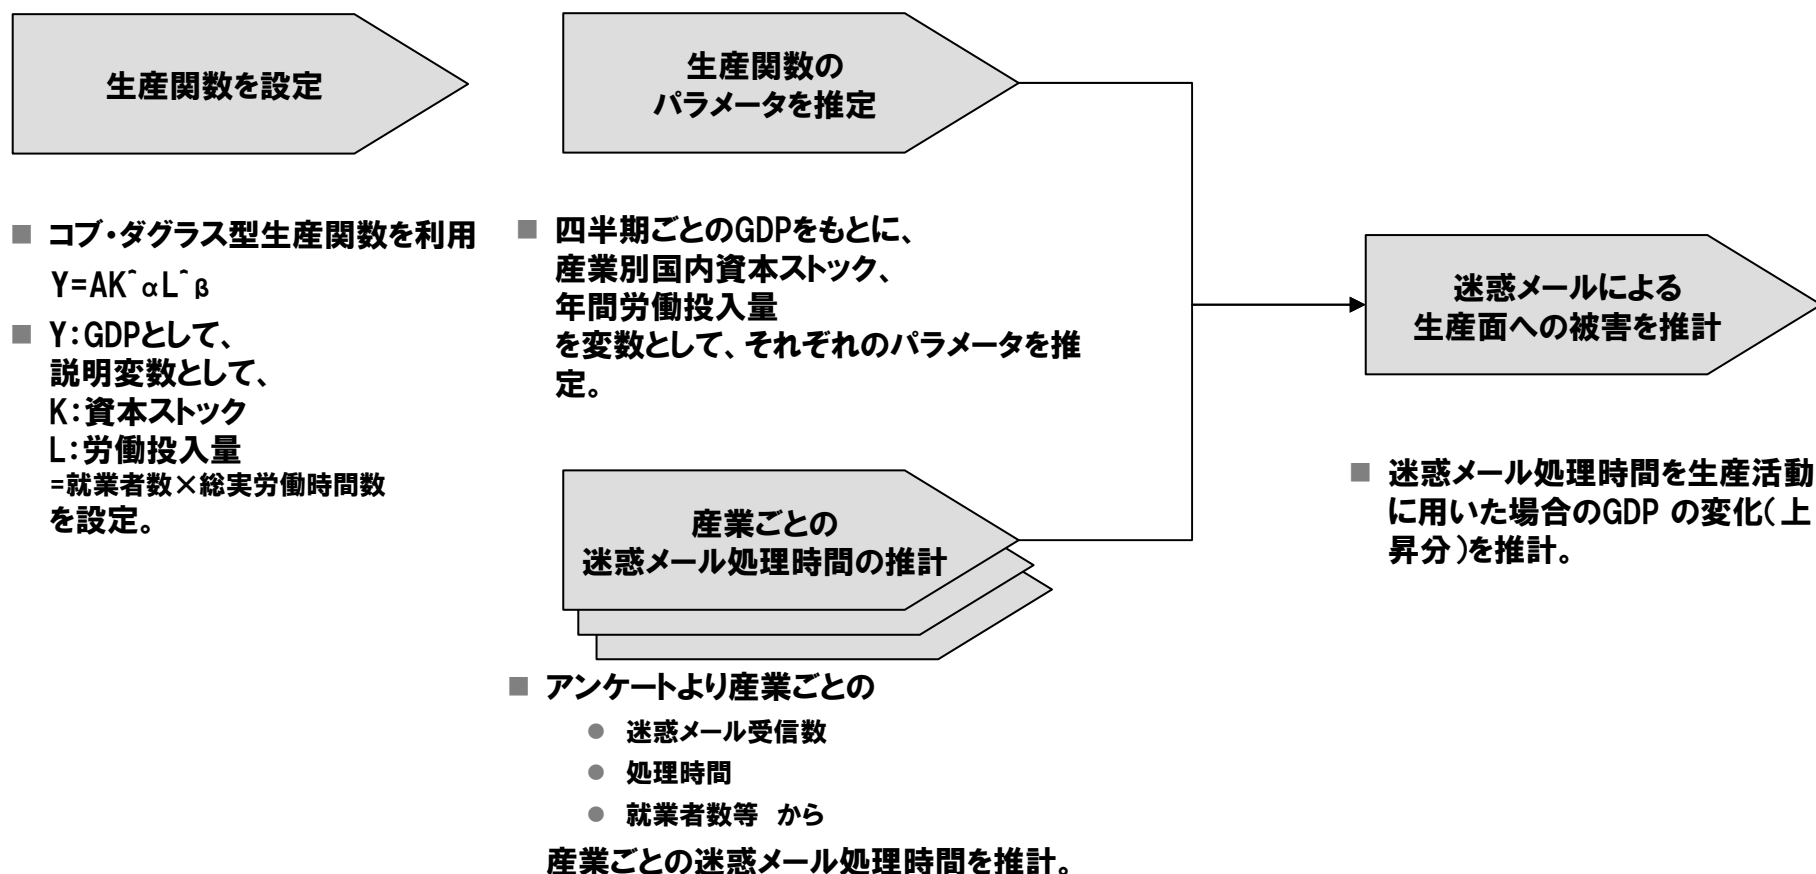 生産関数を設定
■ コブ・ダグラス型生産関数を利用
Y=AK^αL^β
■ Y:GDPとして、
説明変数として、
K:資本ストック
L:労働投入量
=就業者数×総実労働時間数
を設定。
生産関数の
パラメータを推定
■ 四半期ごとのGDPをもとに、
産業別国内資本ストック、
年間労働投入量
を変数として、それぞれのパラメータを推
定。
産業ごとの
迷惑メール処理時間の推計
■ アンケートより産業ごとの
● 迷惑メール受信数
● 処理時間
● 就業者数等 から
産業ごとの迷惑メール処理時間を推計。
迷惑メールによる
生産面への被害を推計
■ 迷惑メール処理時間を生産活動
に用いた場合のGDP の変化(上
昇分)を推計。